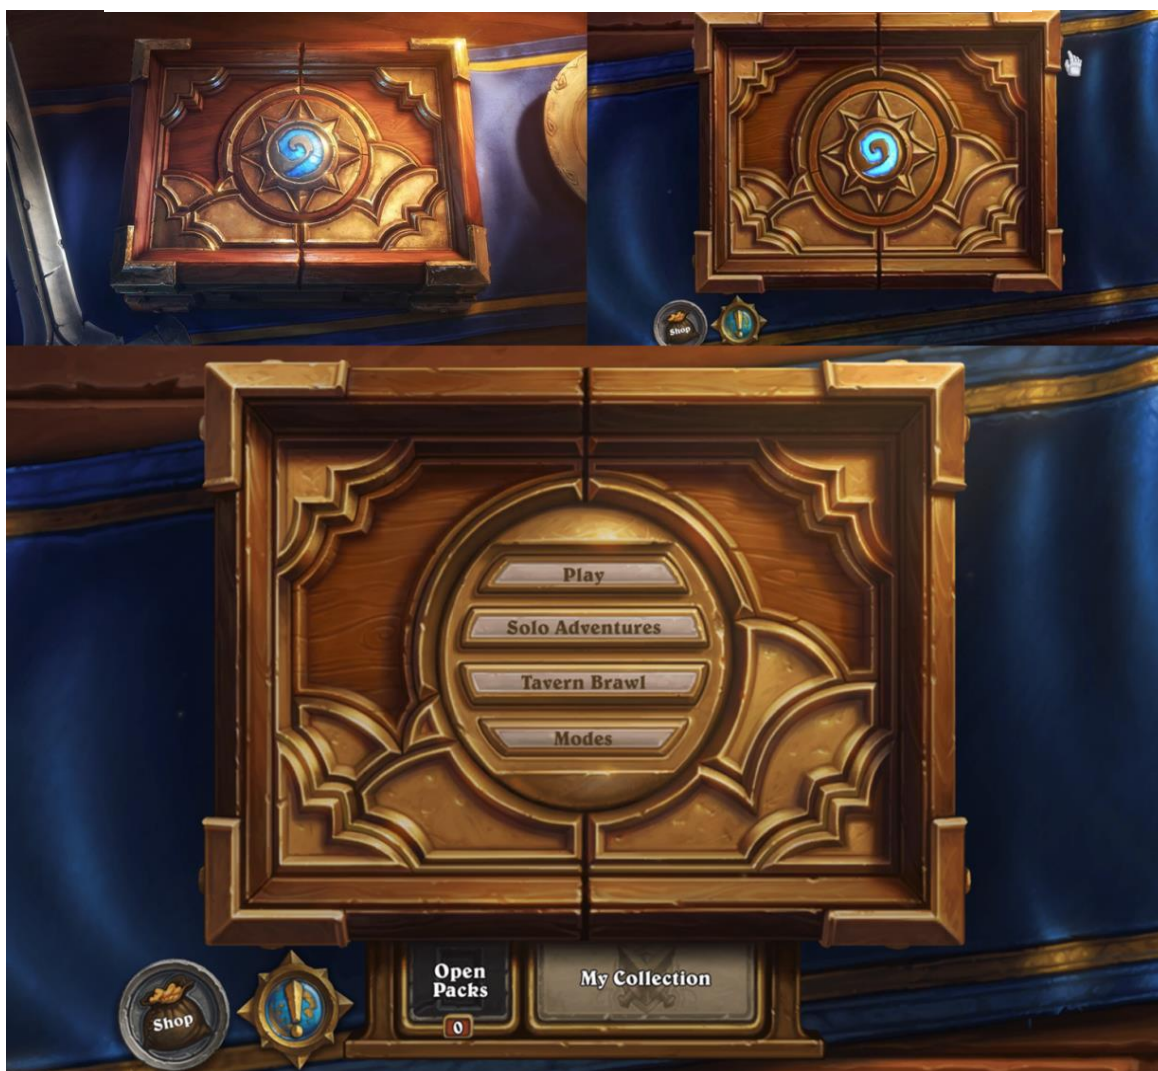 Shop
Play
Solo Adventures
Tavern Brawl
Modes
Open
Packs
My Collection
Shop
0